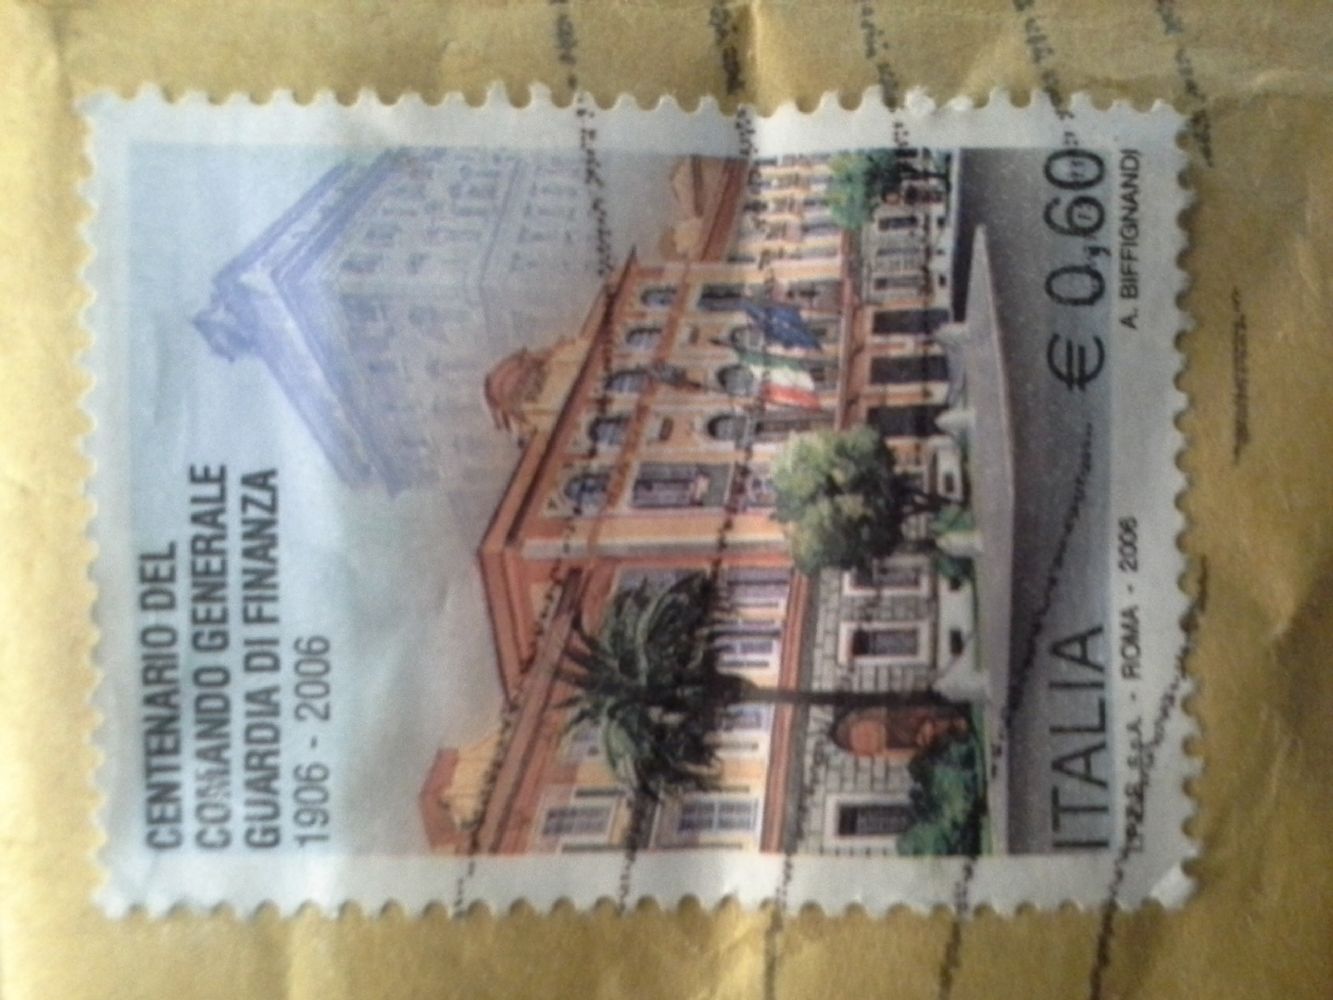 CENTENARIO DEL
COMANDO GENERALE
GUARDIA DI FINANZA
1906 - 2006
ITALIA € 0,60
I.P.Z.S. S.p.A. - ROMA - 2006 A. BIFFIGNANDI